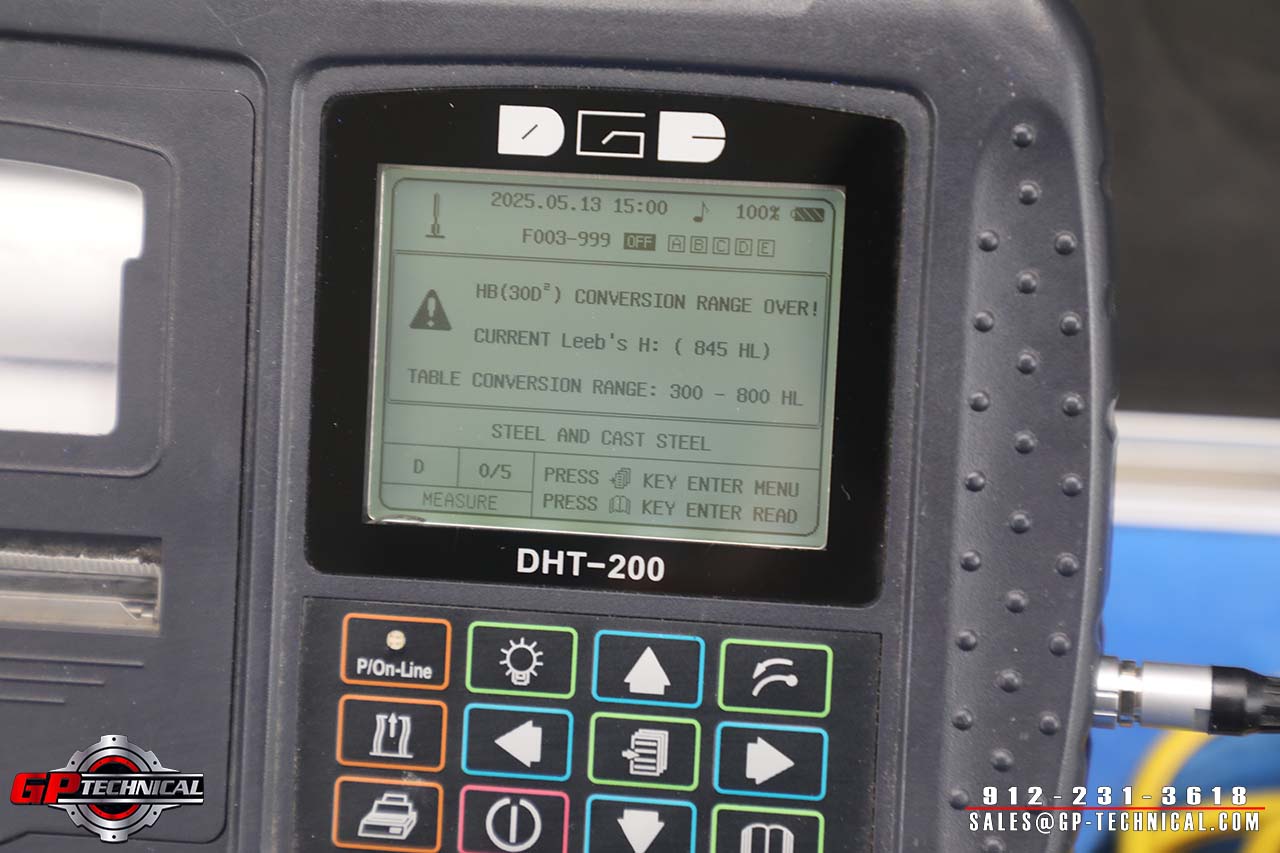 DGD
2025.05.13 15:00 ♪ 100%
F003-999 OFF A B C D E
HB(30D²) CONVERSION RANGE OVER!
CURRENT Leeb's H: ( 845 HL)
TABLE CONVERSION RANGE: 300 - 800 HL
STEEL AND CAST STEEL
D 0/5 PRESS KEY ENTER MENU
MEASURE PRESS KEY ENTER READ
DHT-200
P/On-Line
GP TECHNICAL
912-231-3618
SALES@GP-TECHNICAL.COM